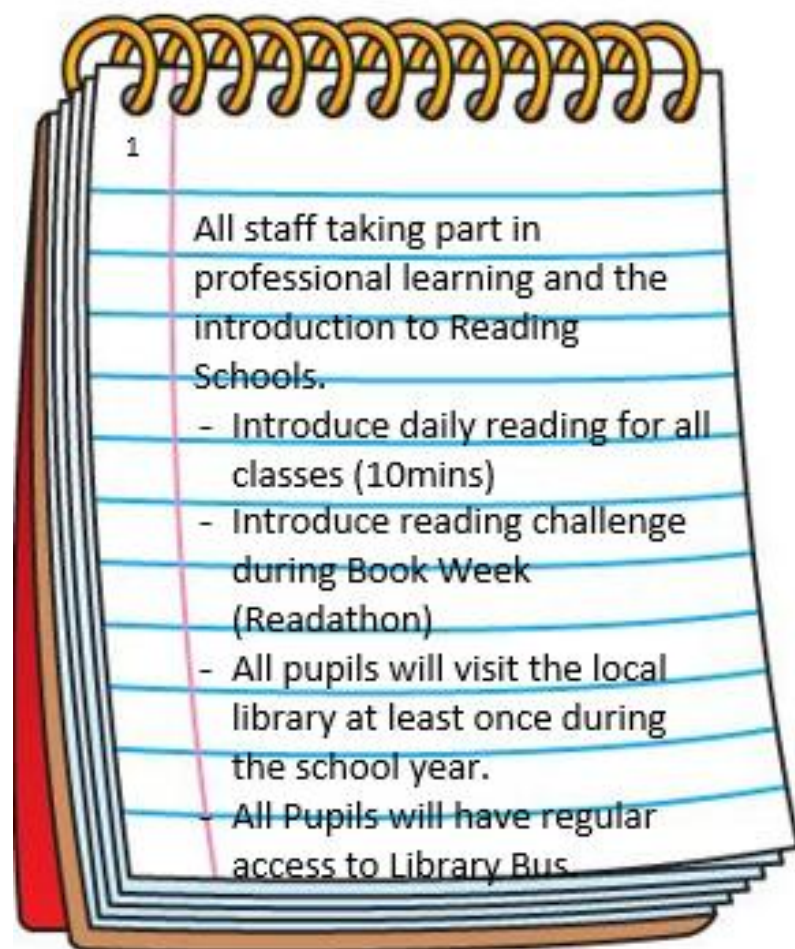 1
All staff taking part in
professional learning and the
introduction to Reading
Schools.
- Introduce daily reading for all
classes (10mins)
- Introduce reading challenge
during Book Week
(Readathon)
- All pupils will visit the local
library at least once during
the school year.
- All Pupils will have regular
access to Library Bus.